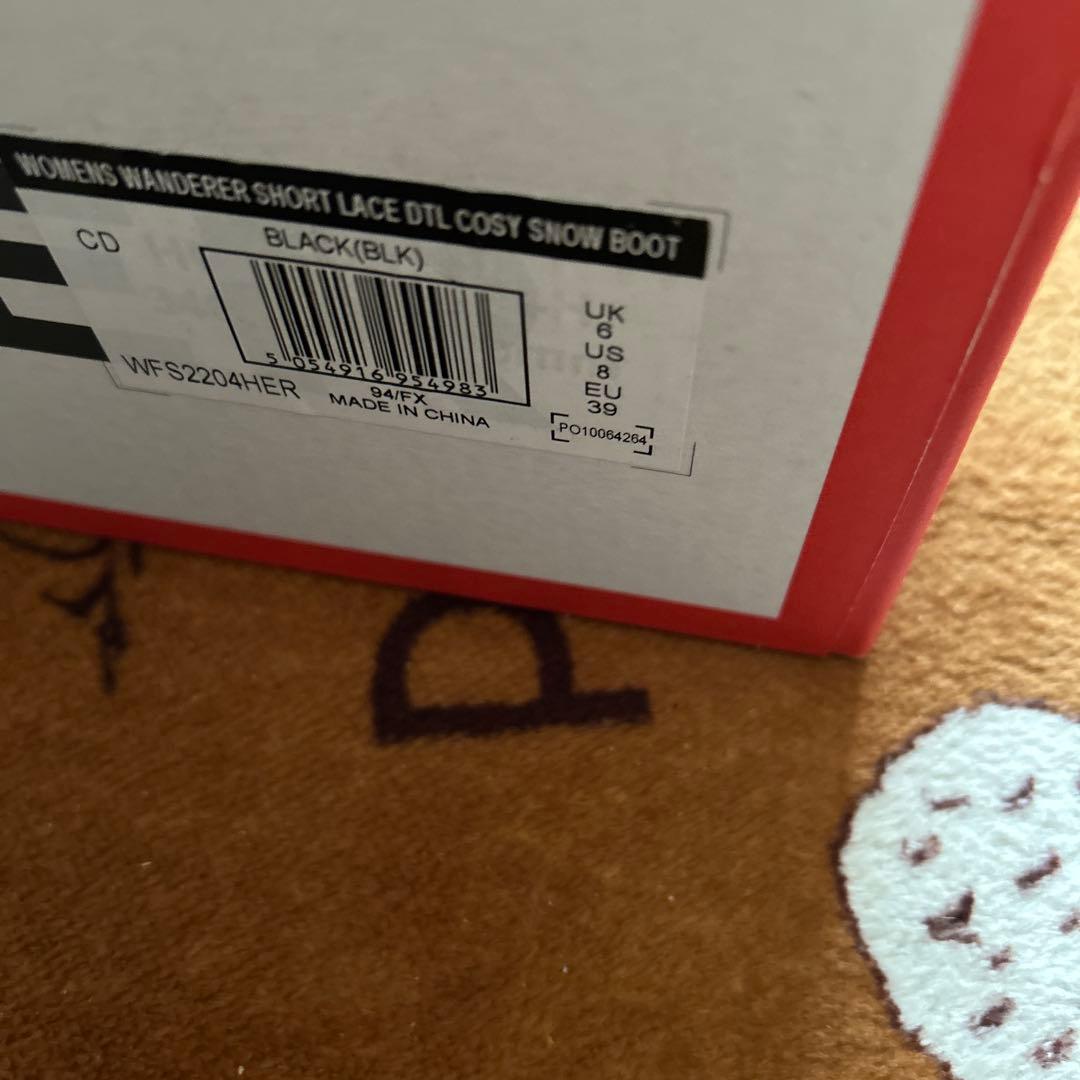 WOMENS WANDERER SHORT LACE DTL COSY SNOW BOOT
CD
BLACK(BLK)
5 054916 954983
WFS2204HER
94/FX
MADE IN CHINA
UK
6
US
8
EU
39
PO10064264